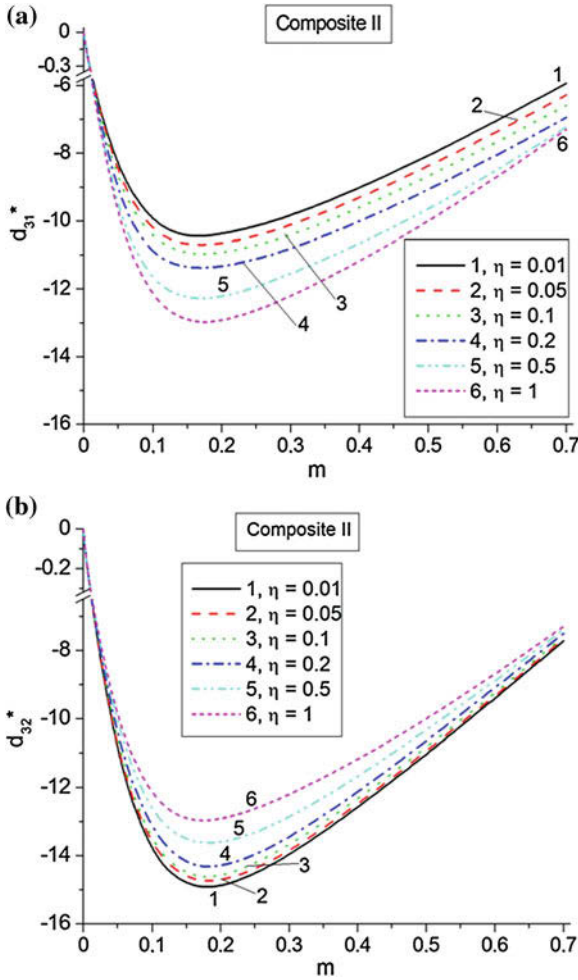 (a)
Composite II
0
-0.3
-6
-8
-10
-12
-14
-16
d31*
1
2
6
5
3
4
1, η = 0.01
2, η = 0.05
3, η = 0.1
4, η = 0.2
5, η = 0.5
6, η = 1
0 0.1 0.2 0.3 0.4 0.5 0.6 0.7
m
(b)
Composite II
0
-0.2
-8
-10
-12
-14
-16
d32*
1, η = 0.01
2, η = 0.05
3, η = 0.1
4, η = 0.2
5, η = 0.5
6, η = 1
6
5
4
3
1
2
0 0.1 0.2 0.3 0.4 0.5 0.6 0.7
m